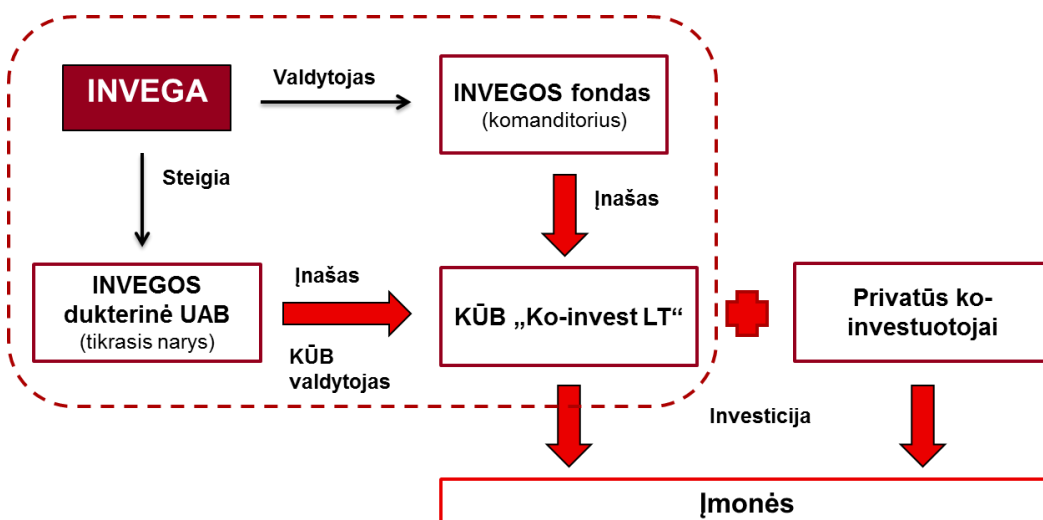 INVEGA
Valdytojas
INVEGOS fondas
(komanditorius)
Steigia
Įnašas
INVEGOS
dukterinė UAB
(tikrasis narys)
Įnašas
KŪB
valdytojas
KŪB „Ko-invest LT“
Privatūs ko-
investuotojai
Investicija
Įmonės